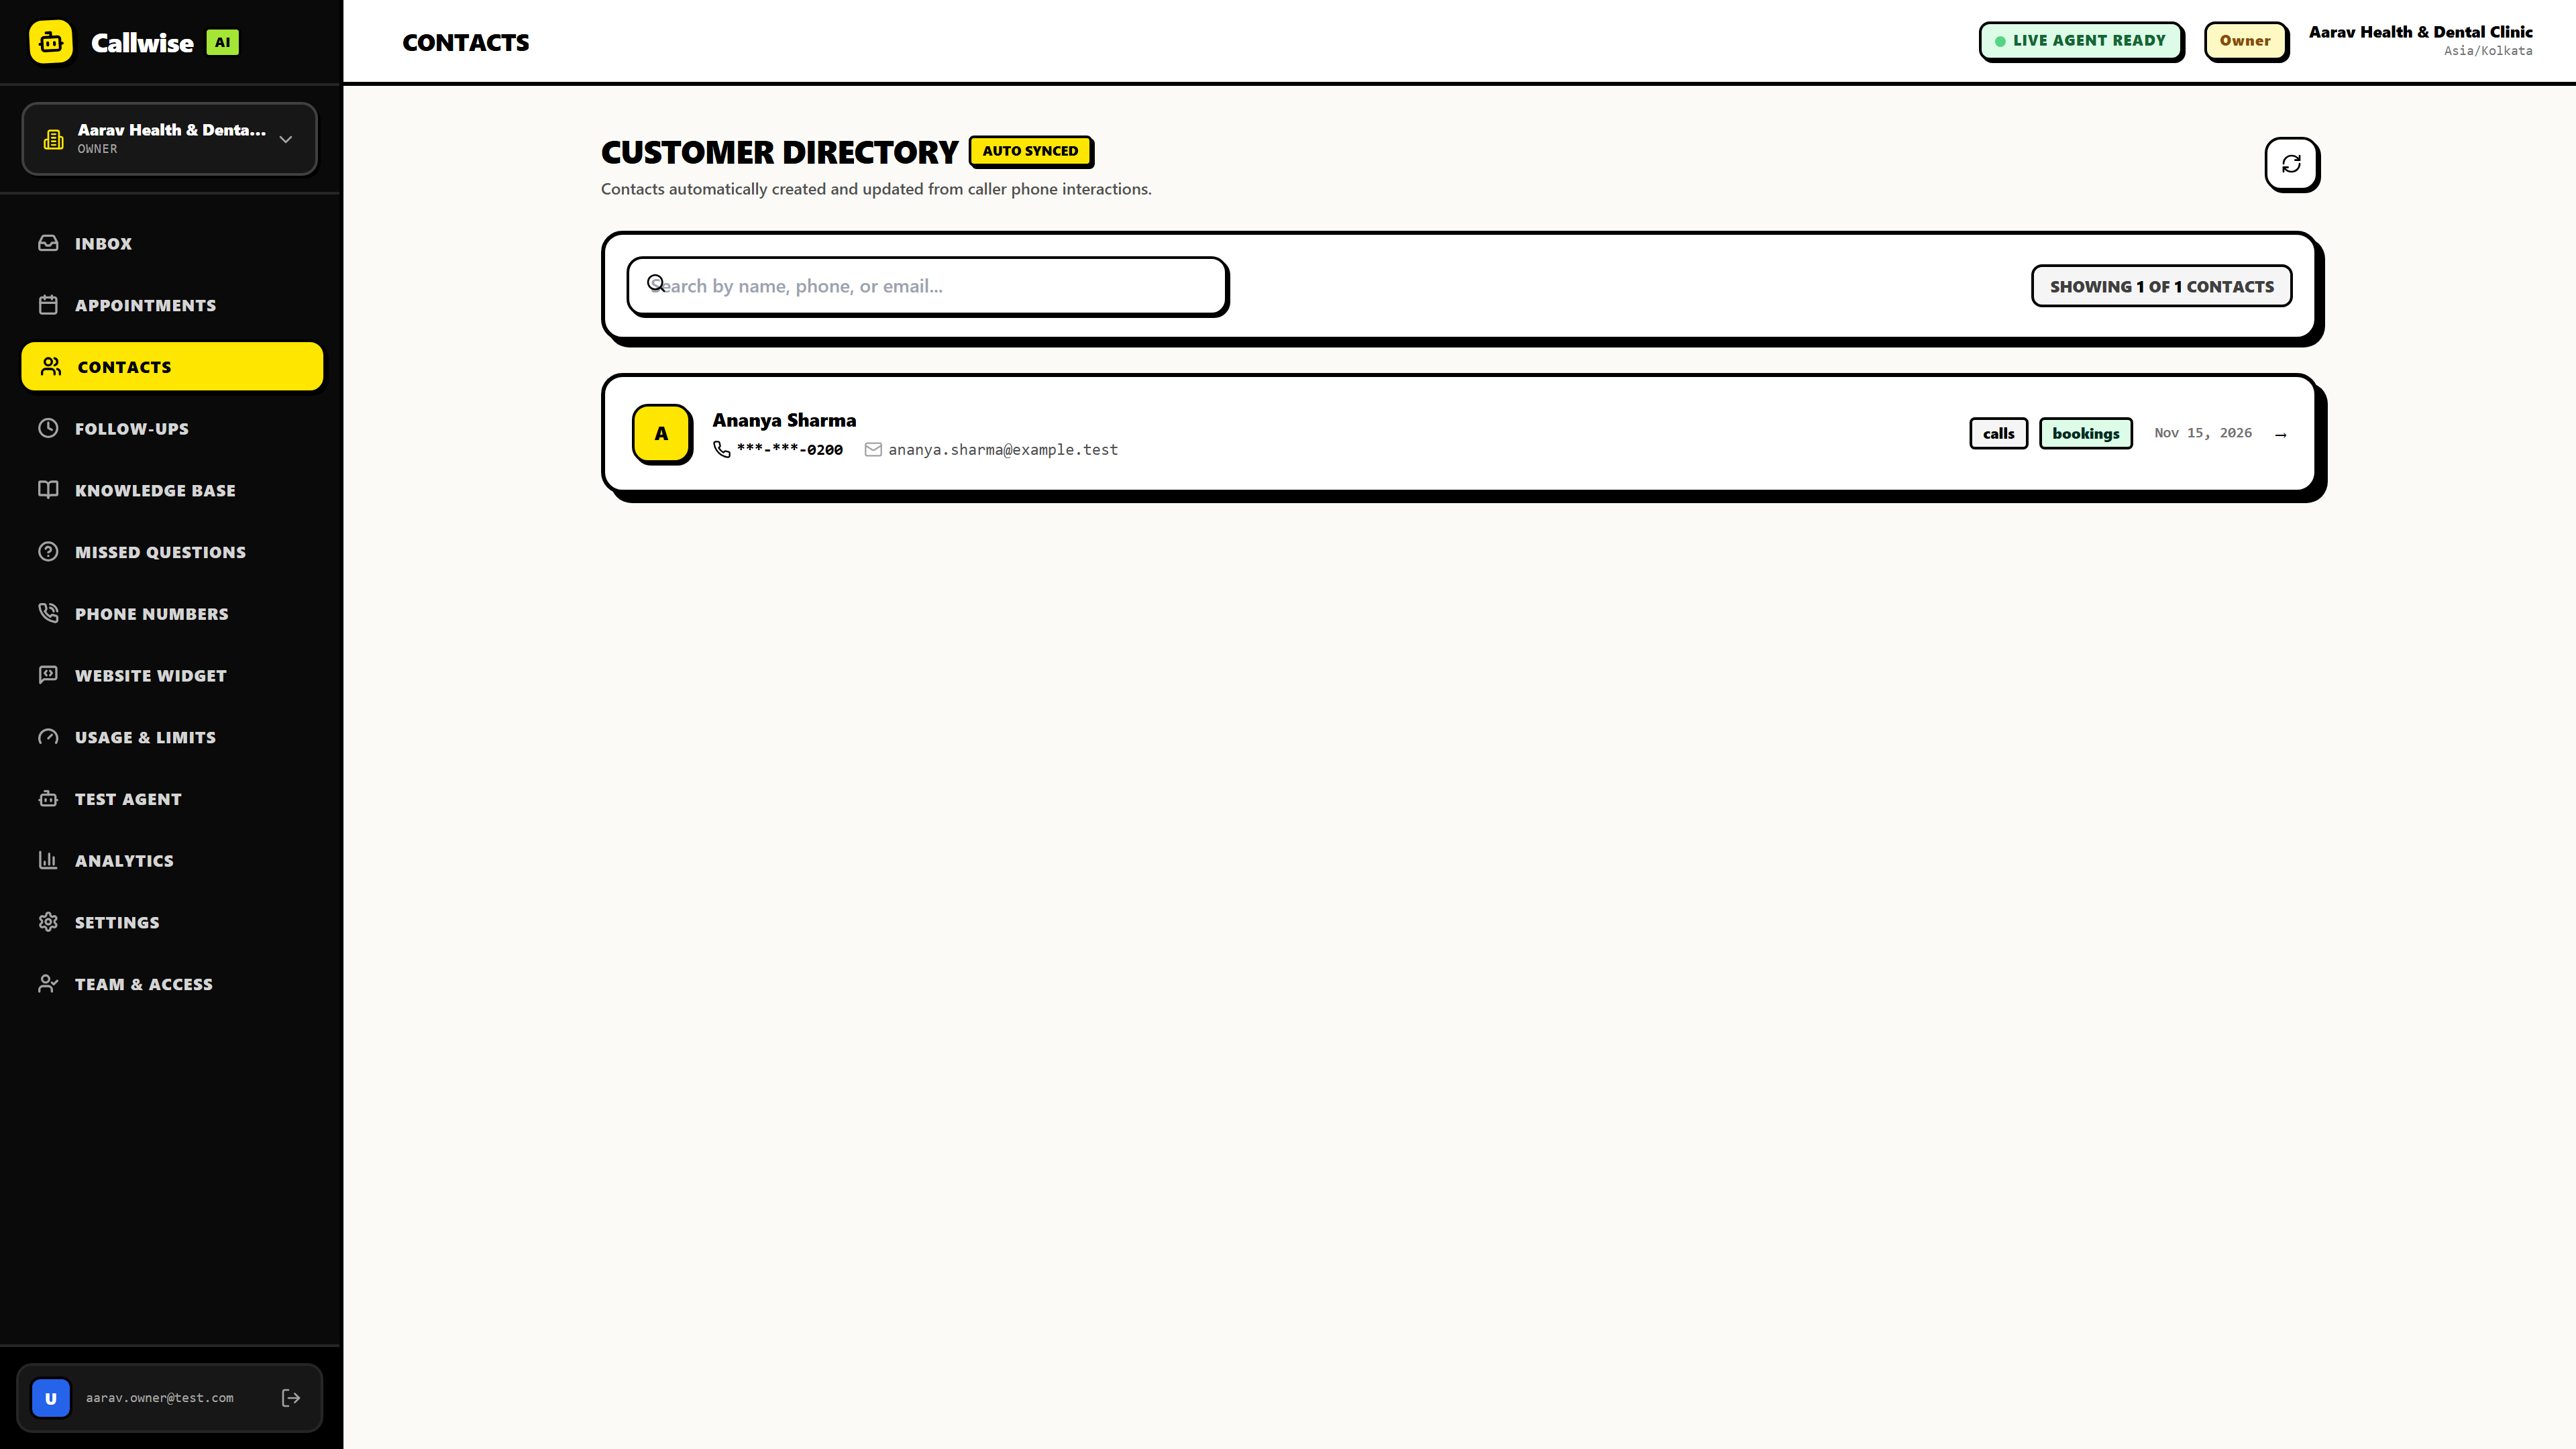 Callwise AI
Aarav Health & Denta...
OWNER
INBOX
APPOINTMENTS
CONTACTS
FOLLOW-UPS
KNOWLEDGE BASE
MISSED QUESTIONS
PHONE NUMBERS
WEBSITE WIDGET
USAGE & LIMITS
TEST AGENT
ANALYTICS
SETTINGS
TEAM & ACCESS
U aarav.owner@test.com
CONTACTS
LIVE AGENT READY
Owner
Aarav Health & Dental Clinic
Asia/Kolkata
CUSTOMER DIRECTORY AUTO SYNCED
Contacts automatically created and updated from caller phone interactions.
Search by name, phone, or email...
SHOWING 1 OF 1 CONTACTS
A
Ananya Sharma
***-***-0200 ananya.sharma@example.test
calls bookings Nov 15, 2026 →